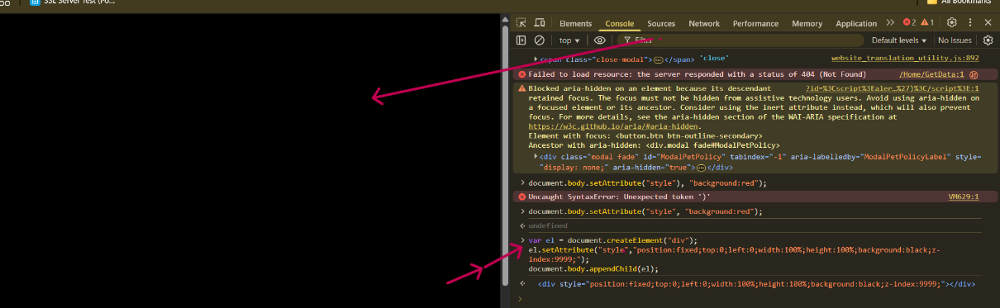 SSL Server Test (Po...
All Bookmarks
Elements Console Sources Network Performance Memory Application 2 1
top Filter Default levels No Issues
<span class="close-modal">…</span> 'close' website_translation_utility.js:892
Failed to load resource: the server responded with a status of 404 (Not Found) /Home/GetData:1
Blocked aria-hidden on an element because its descendant ?id=%3Cscript%3Ealer…%27)%3C/script%3E:1
retained focus. The focus must not be hidden from assistive technology users. Avoid using aria-hidden on
a focused element or its ancestor. Consider using the inert attribute instead, which will also prevent
focus. For more details, see the aria-hidden section of the WAI-ARIA specification at
https://w3c.github.io/aria/#aria-hidden.
Element with focus: <button.btn btn-outline-secondary>
Ancestor with aria-hidden: <div.modal fade#ModalPetPolicy>
<div class="modal fade" id="ModalPetPolicy" tabindex="-1" aria-labelledby="ModalPetPolicyLabel" style=
"display: none;" aria-hidden="true">…</div>
> document.body.setAttribute("style"), "background:red");
Uncaught SyntaxError: Unexpected token ')' VM629:1
> document.body.setAttribute("style", "background:red");
undefined
> var el = document.createElement("div");
el.setAttribute("style","position:fixed;top:0;left:0;width:100%;height:100%;background:black;z-
index:9999;");
document.body.appendChild(el);
<div style="position:fixed;top:0;left:0;width:100%;height:100%;background:black;z-index:9999;"></div>
>